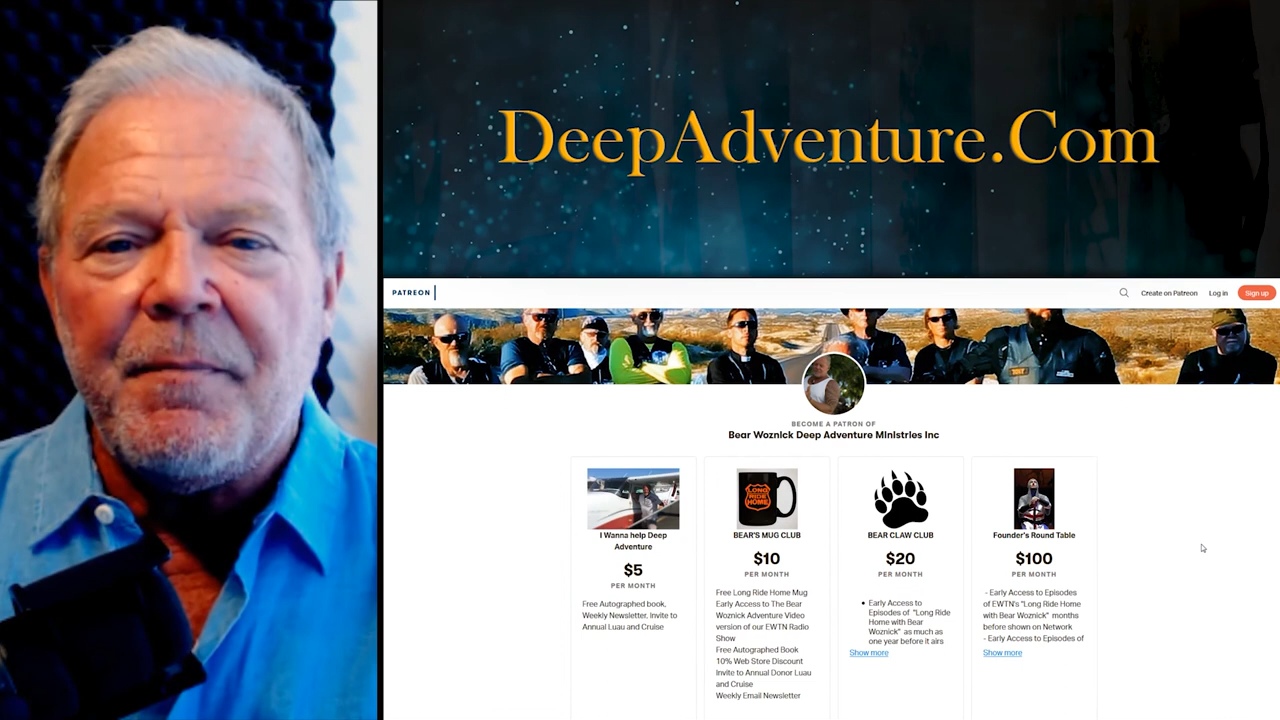 DeepAdventure.Com
PATREON
Create on Patreon
Log in
Sign up
BECOME A PATRON OF
Bear Woznick Deep Adventure Ministries Inc
I Wanna help Deep
Adventure
$5
PER MONTH
Free Autographed book,
Weekly Newsletter, Invite to
Annual Luau and Cruise
LONG
RIDE
HOME
BEAR'S MUG CLUB
$10
PER MONTH
Free Long Ride Home Mug
Early Access to The Bear
Woznick Adventure Video
version of our EWTN Radio
Show
Free Autographed Book
10% Web Store Discount
Invite to Annual Donor Luau
and Cruise
Weekly Email Newsletter
BEAR CLAW CLUB
$20
PER MONTH
• Early Access to
Episodes of "Long Ride
Home with Bear
Woznick" as much as
one year before it airs
Show more
Founder's Round Table
$100
PER MONTH
- Early Access to Episodes
of EWTN's "Long Ride Home
with Bear Woznick" months
before shown on Network
- Early Access to Episodes of
Show more